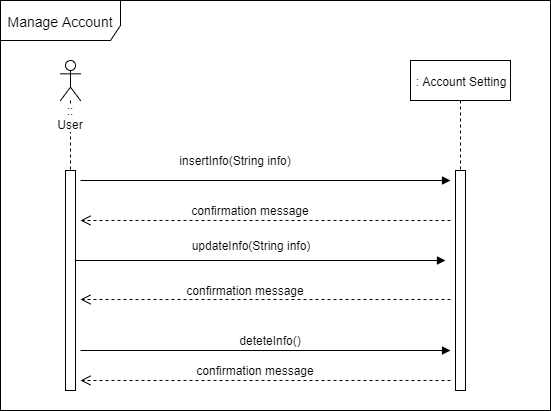 Manage Account
: Account Setting
:
User
insertInfo(String info)
confirmation message
updateInfo(String info)
confirmation message
deteteInfo()
confirmation message